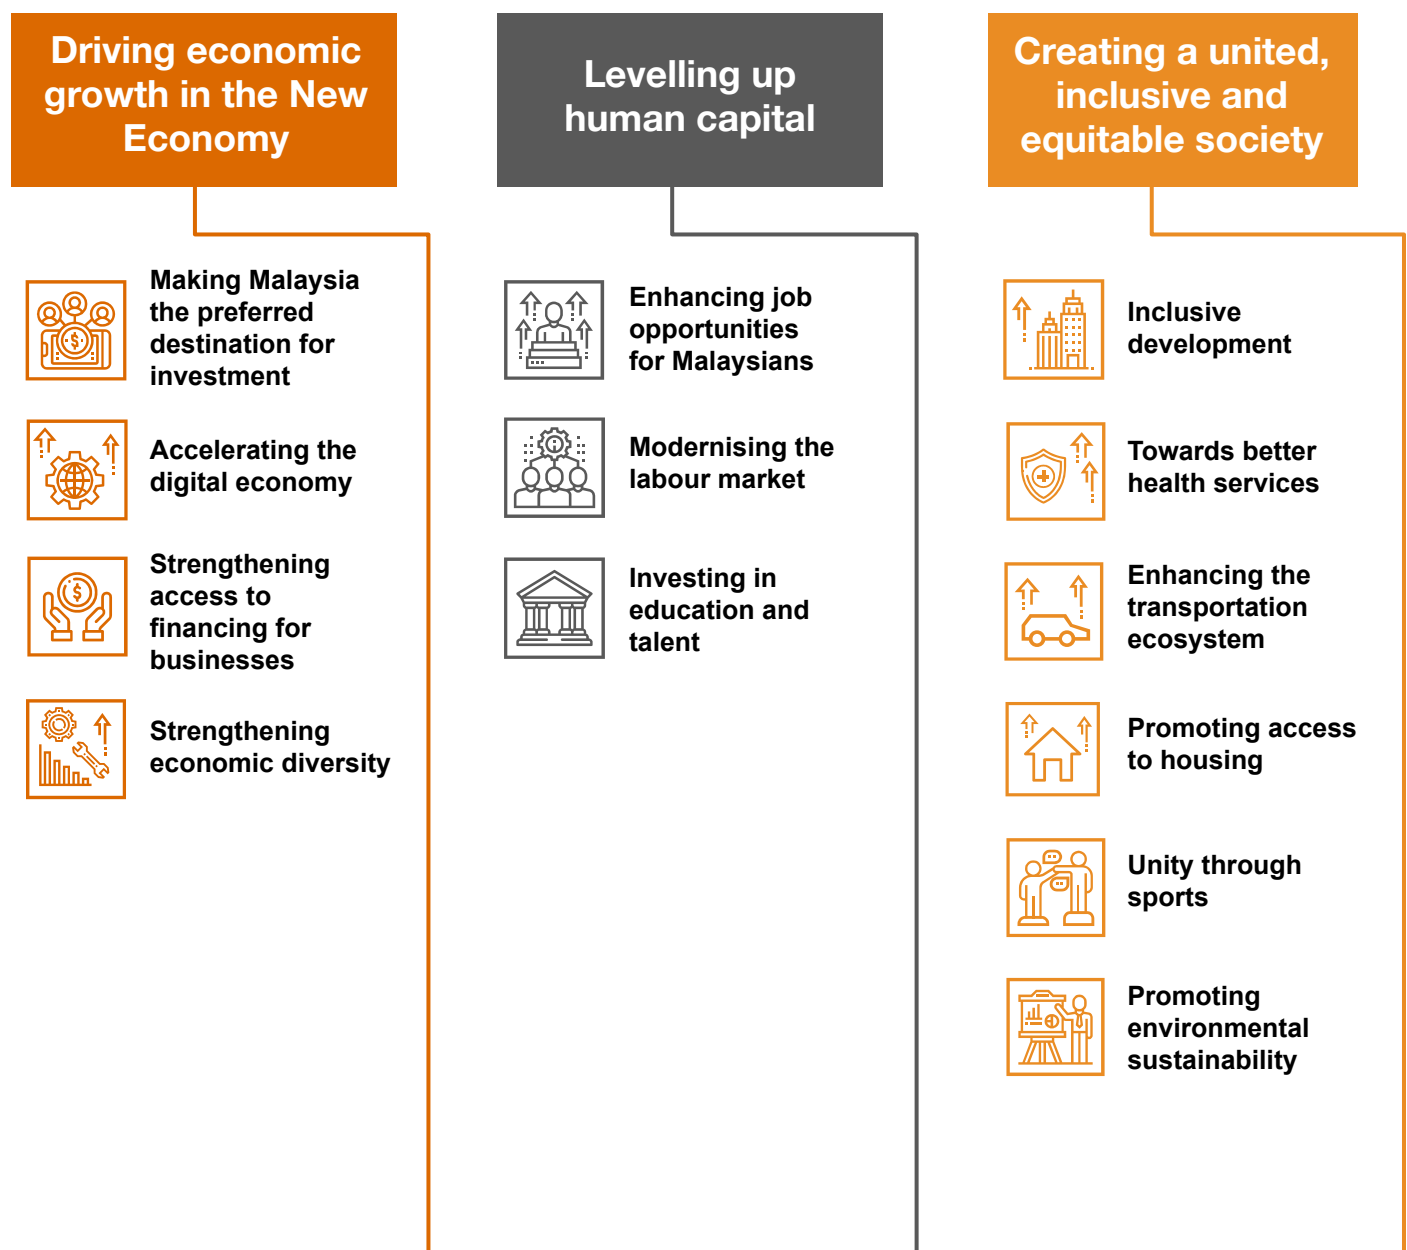 Driving economic
growth in the New
Economy
Making Malaysia
the preferred
destination for
investment
Accelerating the
digital economy
Strengthening
access to
financing for
businesses
Strengthening
economic diversity
Levelling up
human capital
Enhancing job
opportunities
for Malaysians
Modernising the
labour market
Investing in
education and
talent
Creating a united,
inclusive and
equitable society
Inclusive
development
Towards better
health services
Enhancing the
transportation
ecosystem
Promoting access
to housing
Unity through
sports
Promoting
environmental
sustainability